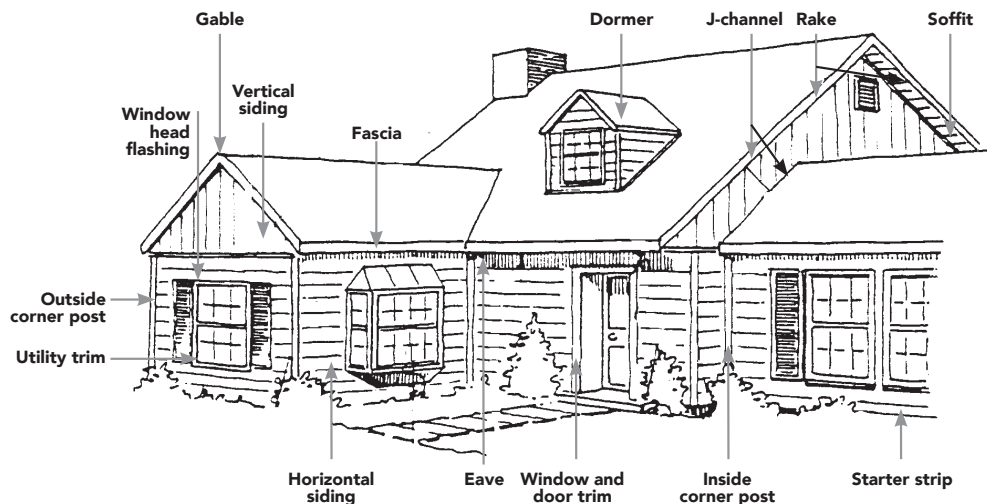 Gable
Dormer
J-channel
Rake
Soffit
Vertical
siding
Window
head
flashing
Fascia
Outside
corner post
Utility trim
Horizontal
siding
Eave
Window and
door trim
Inside
corner post
Starter strip